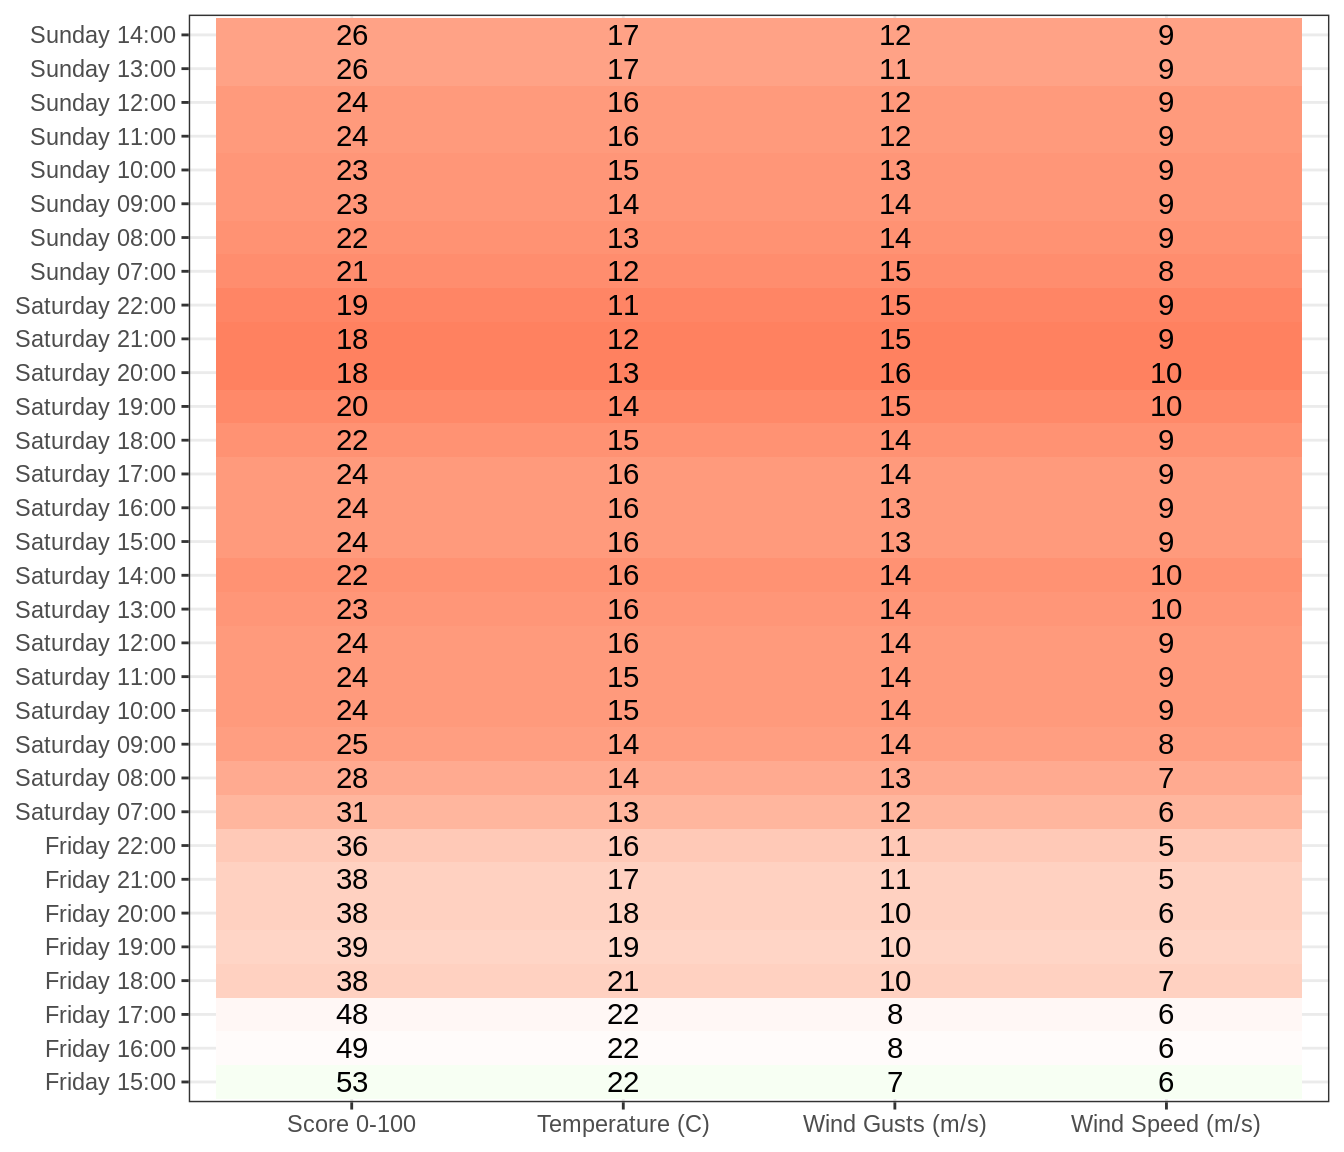 Sunday 14:00 26 17 12 9
Sunday 13:00 26 17 11 9
Sunday 12:00 24 16 12 9
Sunday 11:00 24 16 12 9
Sunday 10:00 23 15 13 9
Sunday 09:00 23 14 14 9
Sunday 08:00 22 13 14 9
Sunday 07:00 21 12 15 8
Saturday 22:00 19 11 15 9
Saturday 21:00 18 12 15 9
Saturday 20:00 18 13 16 10
Saturday 19:00 20 14 15 10
Saturday 18:00 22 15 14 9
Saturday 17:00 24 16 14 9
Saturday 16:00 24 16 13 9
Saturday 15:00 24 16 13 9
Saturday 14:00 22 16 14 10
Saturday 13:00 23 16 14 10
Saturday 12:00 24 16 14 9
Saturday 11:00 24 15 14 9
Saturday 10:00 24 15 14 9
Saturday 09:00 25 14 14 8
Saturday 08:00 28 14 13 7
Saturday 07:00 31 13 12 6
Friday 22:00 36 16 11 5
Friday 21:00 38 17 11 5
Friday 20:00 38 18 10 6
Friday 19:00 39 19 10 6
Friday 18:00 38 21 10 7
Friday 17:00 48 22 8 6
Friday 16:00 49 22 8 6
Friday 15:00 53 22 7 6
Score 0-100 Temperature (C) Wind Gusts (m/s) Wind Speed (m/s)